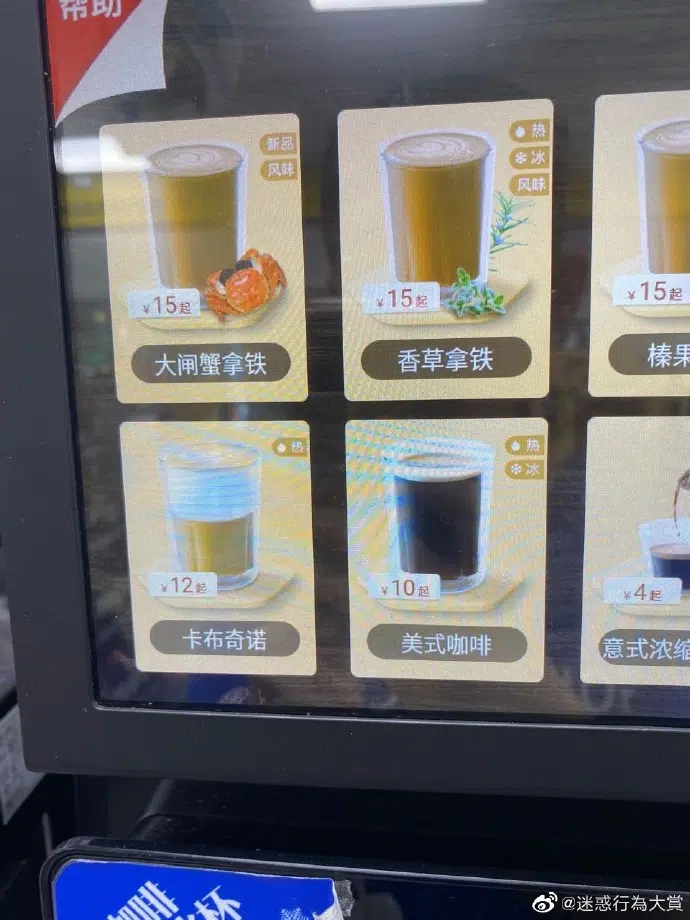 帮助
新品
风味
¥15起
大闸蟹拿铁
热
冰
风味
¥15起
香草拿铁
¥15起
榛果
热
¥12起
卡布奇诺
热
冰
¥10起
美式咖啡
¥4起
意式浓缩
咖啡
杯
@迷惑行為大賞